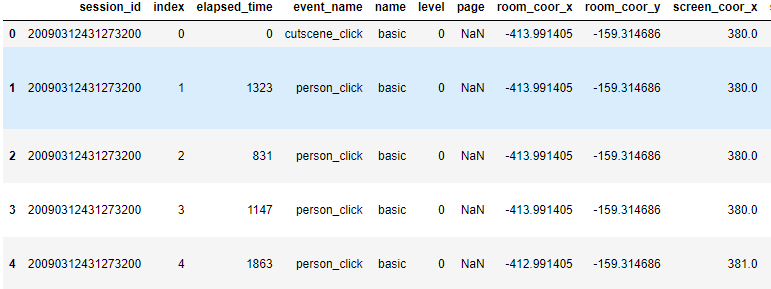 session_id index elapsed_time event_name name level page room_coor_x room_coor_y screen_coor_x
0 20090312431273200 0 0 cutscene_click basic 0 NaN -413.991405 -159.314686 380.0
1 20090312431273200 1 1323 person_click basic 0 NaN -413.991405 -159.314686 380.0
2 20090312431273200 2 831 person_click basic 0 NaN -413.991405 -159.314686 380.0
3 20090312431273200 3 1147 person_click basic 0 NaN -413.991405 -159.314686 380.0
4 20090312431273200 4 1863 person_click basic 0 NaN -412.991405 -159.314686 381.0